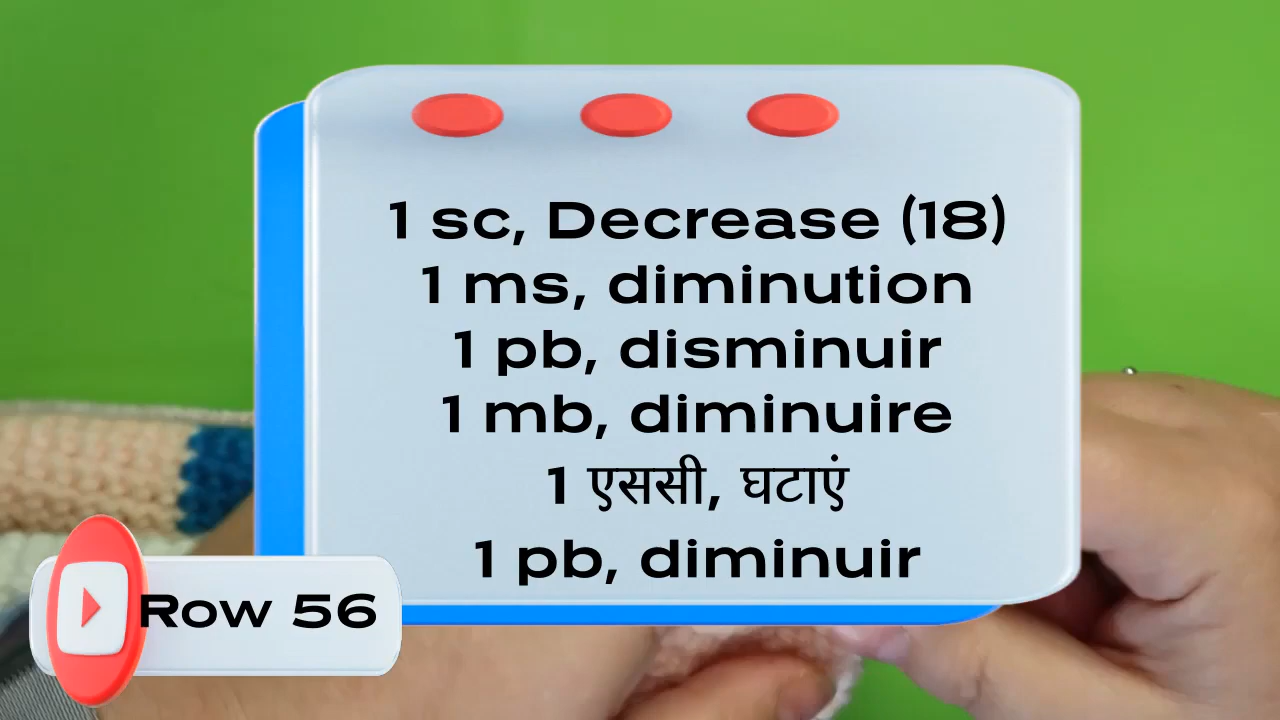 1 sc, Decrease (18)
1 ms, diminution
1 pb, disminuir
1 mb, diminuire
1 एससी, घटाएं
1 pb, diminuir
Row 56